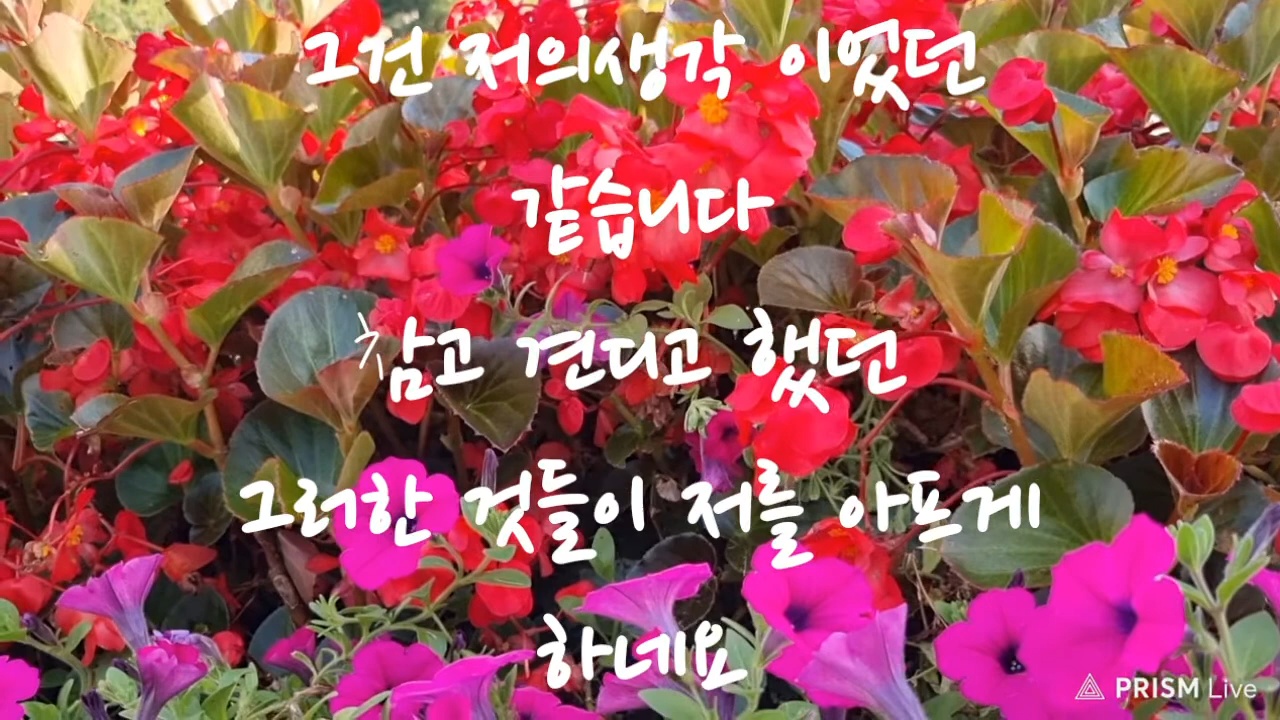 그건 저의생각 이었던
같습니다
참고 견디고 했던
그러한 것들이 저를 아프게
하네요
PRISM Live